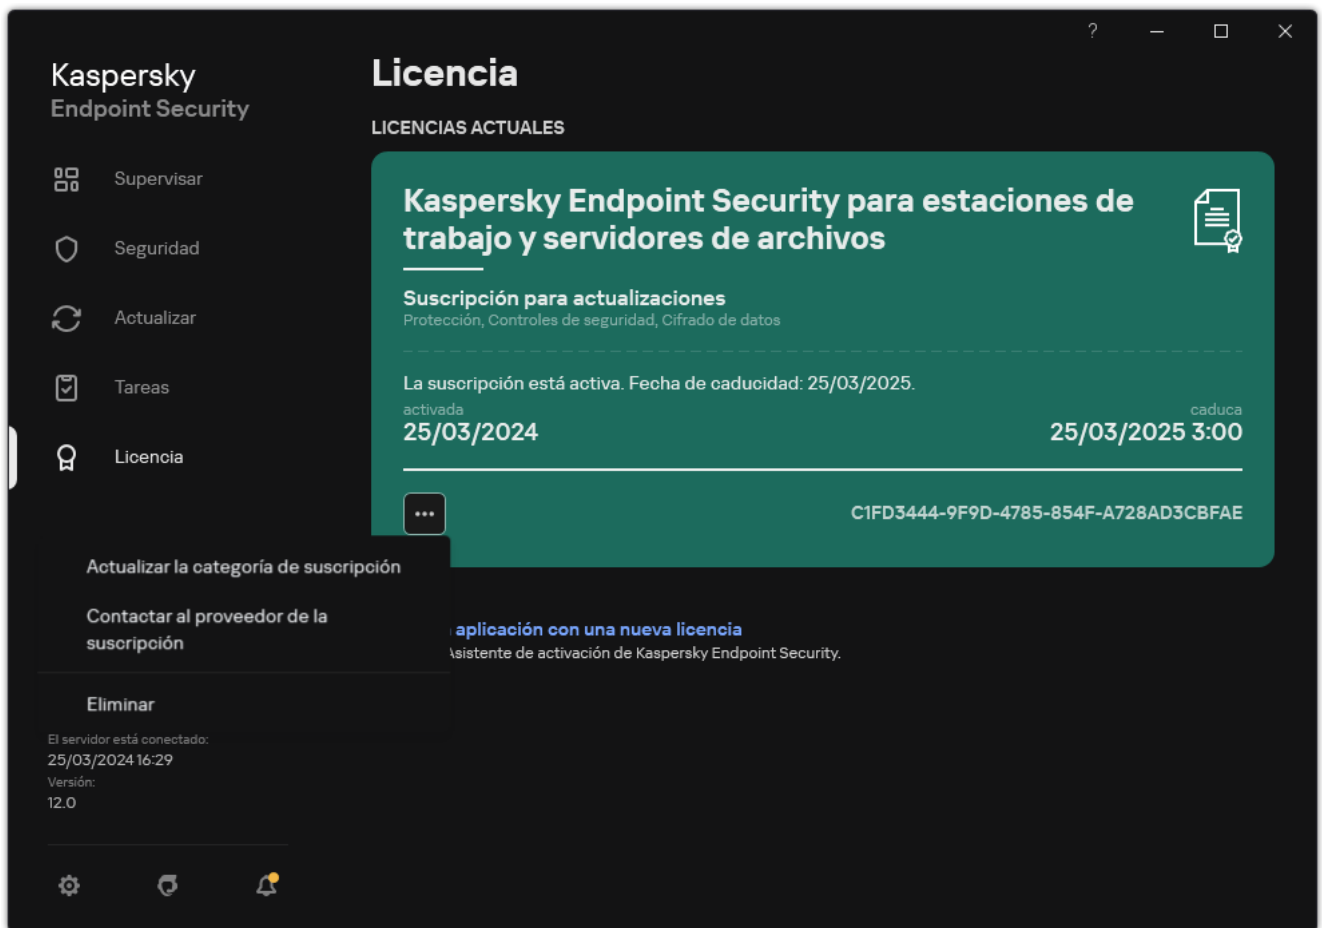 ?
Kaspersky
Endpoint Security
Supervisar
Seguridad
Actualizar
Tareas
Licencia
Licencia
LICENCIAS ACTUALES
Kaspersky Endpoint Security para estaciones de
trabajo y servidores de archivos
Suscripción para actualizaciones
Protección, Controles de seguridad, Cifrado de datos
La suscripción está activa. Fecha de caducidad: 25/03/2025.
activada
25/03/2024
caduca
25/03/2025 3:00
C1FD3444-9F9D-4785-854F-A728AD3CBFAE
Actualizar la categoría de suscripción
Contactar al proveedor de la
suscripción
Eliminar
aplicación con una nueva licencia
Asistente de activación de Kaspersky Endpoint Security.
El servidor está conectado:
25/03/2024 16:29
Versión:
12.0